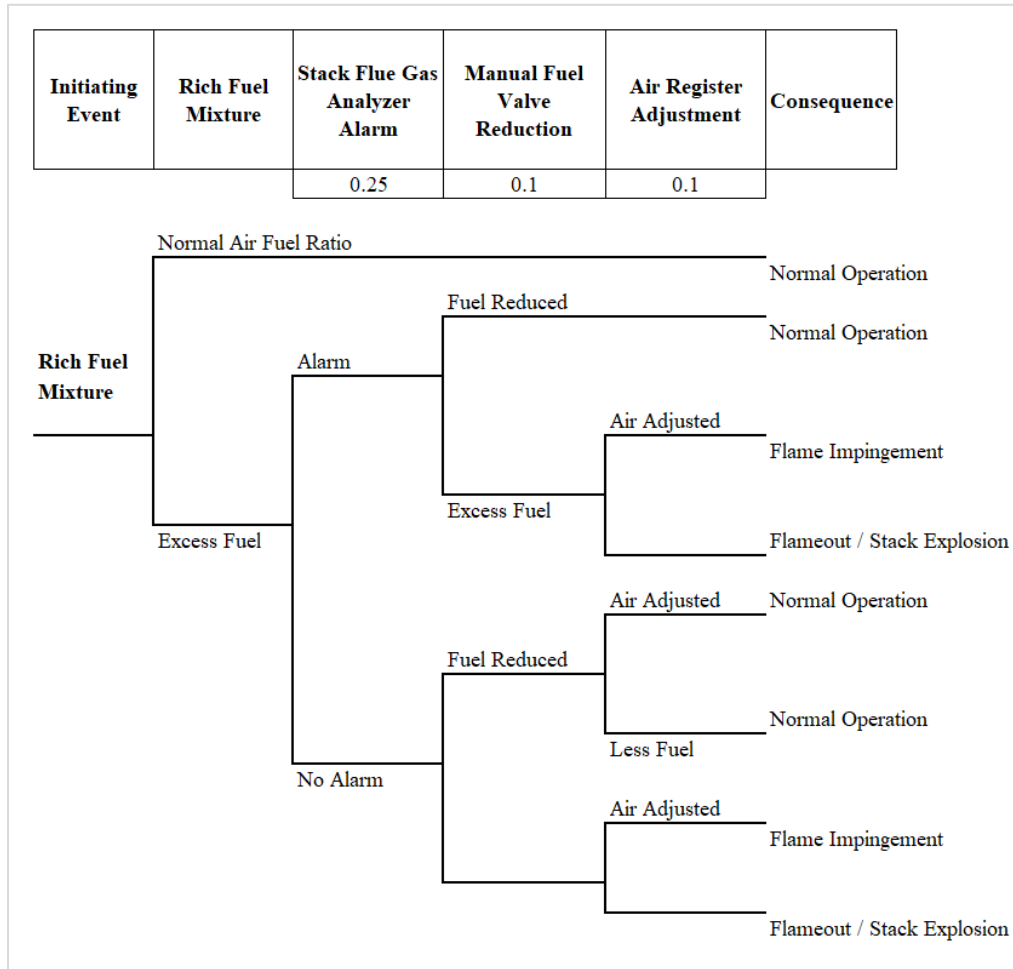 Initiating
Event
Rich Fuel
Mixture
Stack Flue Gas
Analyzer
Alarm
Manual Fuel
Valve
Reduction
Air Register
Adjustment
Consequence
0.25
0.1
0.1
Normal Air Fuel Ratio
Normal Operation
Fuel Reduced
Normal Operation
Rich Fuel
Mixture
Alarm
Air Adjusted
Flame Impingement
Excess Fuel
Excess Fuel
Flameout / Stack Explosion
Air Adjusted
Normal Operation
Fuel Reduced
Normal Operation
Less Fuel
No Alarm
Air Adjusted
Flame Impingement
Flameout / Stack Explosion